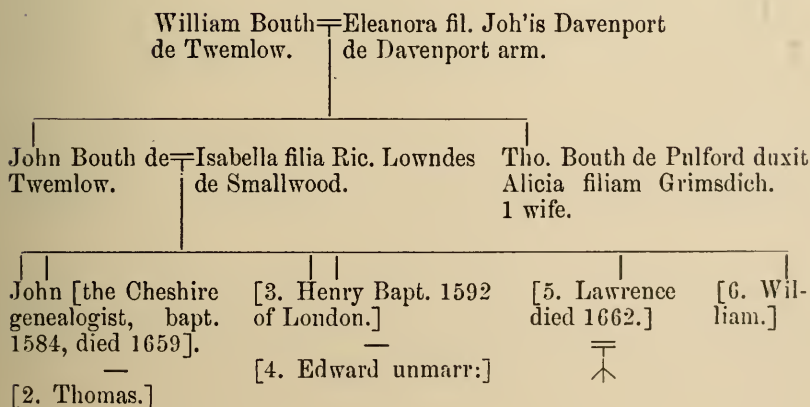 William Bouth Eleanora fil. Joh'is Davenport
de Twemlow. de Davenport arm.
John Bouth de Isabella filia Ric. Lowndes
Twemlow. de Smallwood.
Tho. Bouth de Pulford duxit
Alicia filiam Grimsdich.
1 wife.
John [the Cheshire
genealogist, bapt.
1584, died 1659].
—
[2. Thomas.]
[3. Henry Bapt. 1592
of London.]
—
[4. Edward unmarr:]
[5. Lawrence
died 1662.]
[6. Wil-
liam.]